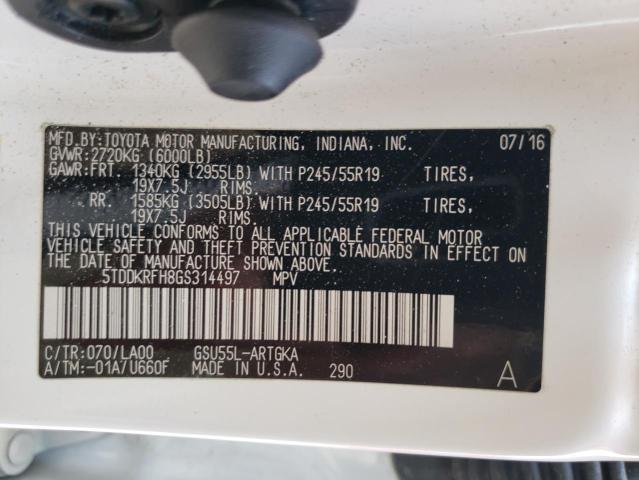 MFD.BY:TOYOTA MOTOR MANUFACTURING, INDIANA, INC. 07/16
GVWR:2720KG (6000LB)
GAWR:FRT. 1340KG (2955LB) WITH P245/55R19 TIRES,
19X7.5J RIMS.
RR. 1585KG (3505LB) WITH P245/55R19 TIRES,
19X7.5J RIMS.
THIS VEHICLE CONFORMS TO ALL APPLICABLE FEDERAL MOTOR
VEHICLE SAFETY AND THEFT PREVENTION STANDARDS IN EFFECT ON
THE DATE OF MANUFACTURE SHOWN ABOVE.
5TDDKRFH8GS314497 MPV
C/TR:070/LA00 GSU55L-ARTGKA
A/TM:-01A/U660F MADE IN U.S.A. 290 A